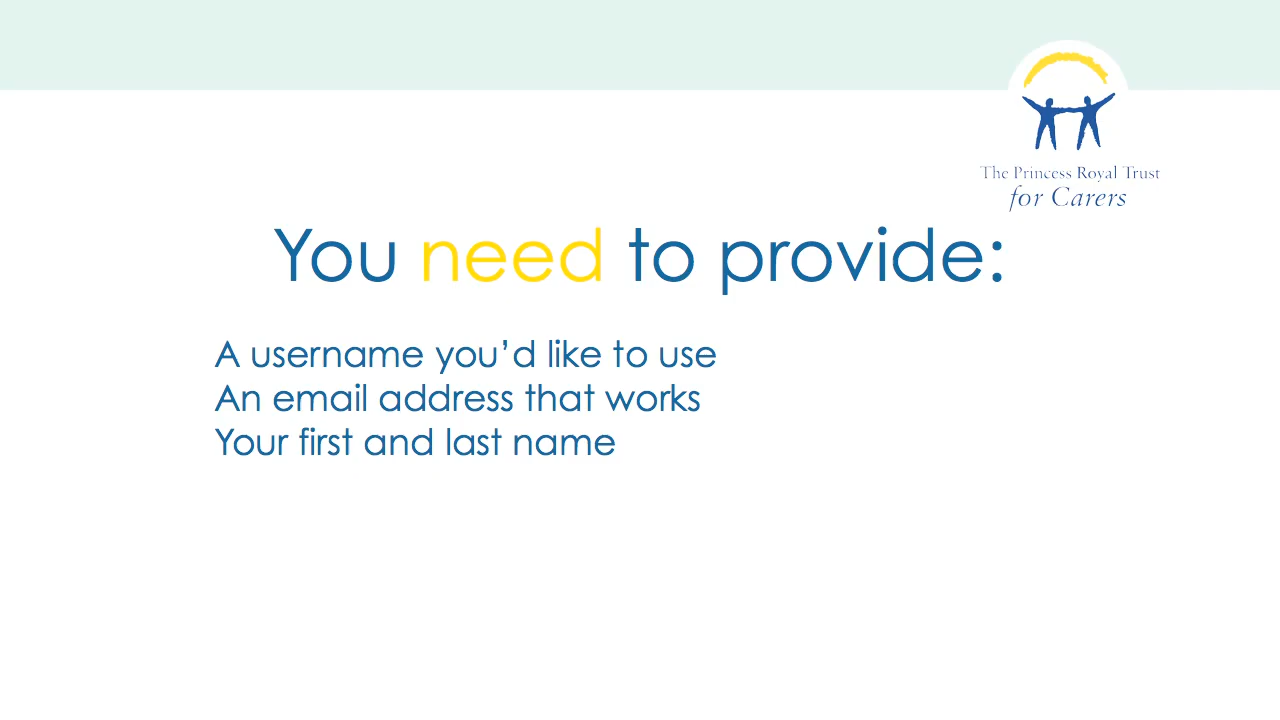 The Princess Royal Trust
for Carers
You need to provide:
A username you’d like to use
An email address that works
Your first and last name